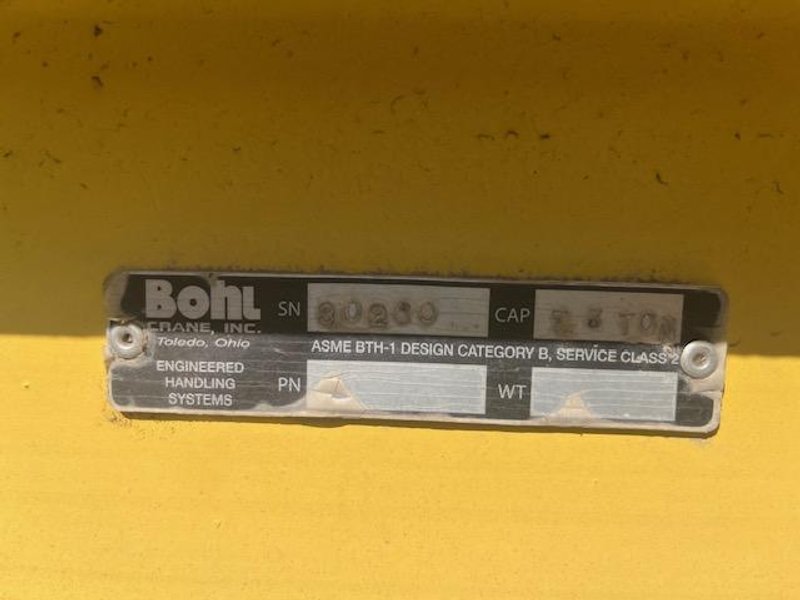 Bohl
CRANE, INC.
Toledo, Ohio
ENGINEERED
HANDLING
SYSTEMS
SN
CAP TON
ASME BTH-1 DESIGN CATEGORY B, SERVICE CLASS 2
PN
WT